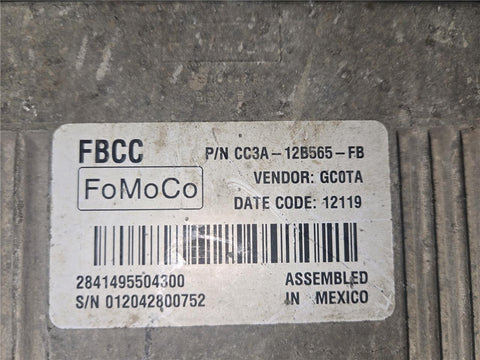 FBCC
P/N CC3A-12B565-FB
FoMoCo
VENDOR: GC0TA
DATE CODE: 12119
2841495504300
ASSEMBLED
S/N 012042800752
IN MEXICO